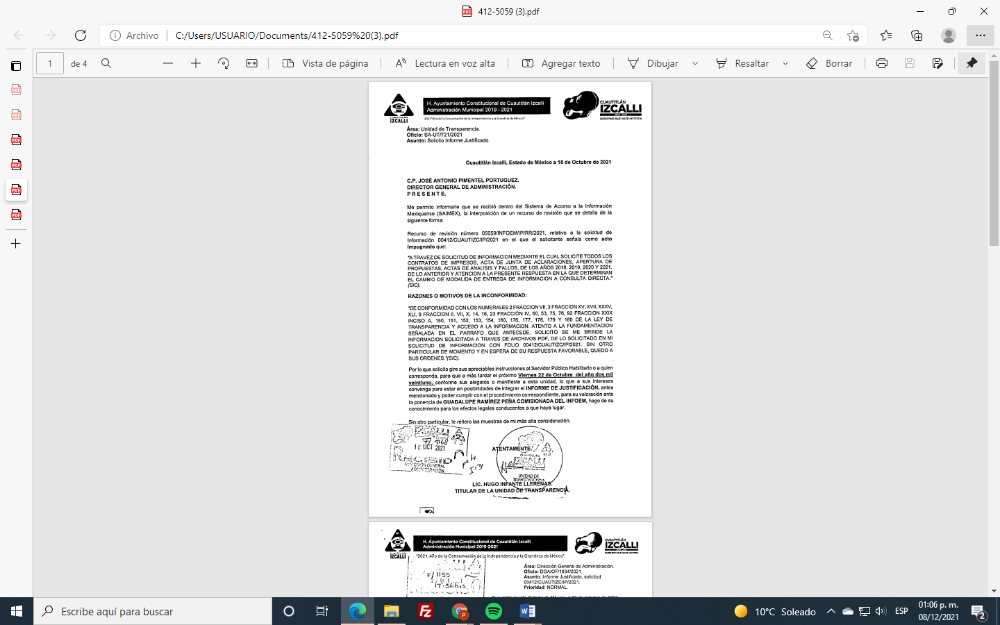 412-5059 (3).pdf
Archivo
C:/Users/USUARIO/Documents/412-5059%20(3).pdf
1 de 4
Vista de página
Lectura en voz alta
Agregar texto
Dibujar
Resaltar
Borrar
CUAUTITLÁN
IZCALLI
H. Ayuntamiento Constitucional de Cuautitlán Izcalli
Administración Municipal 2019 - 2021
2021"Año de la Consumación de la Independencia y la Grandeza de México"
CUAUTITLÁN
IZCALLI
GOBIERNO QUE HACE HISTORIA
Área: Unidad de Transparencia.
Oficio: SA-UT/721/2021
Asunto: Solicito Informe Justificado.
Cuautitlán Izcalli, Estado de México a 18 de Octubre de 2021
C.P. JOSÉ ANTONIO PIMENTEL PORTUGUEZ.
DIRECTOR GENERAL DE ADMINISTRACIÓN.
P R E S E N T E.
Me permito informarle que se recibió dentro del Sistema de Acceso a la Información
Mexiquense (SAIMEX), la interposición de un recurso de revisión que se detalla de la
siguiente forma:
Recurso de revisión número 05059/INFOEM/IP/RR/2021, relativo a la solicitud de
Información 00412/CUAUTIZC/IP/2021 en el que el solicitante señala como acto
Impugnado que:
"A TRAVEZ DE SOLICITUD DE INFORMACION MEDIANTE EL CUAL SOLICITE TODOS LOS
CONTRATOS DE IMPRESOS, ACTA DE JUNTA DE ACLARACIONES, APERTURA DE
PROPUESTAS, ACTAS DE ANALISIS Y FALLOS, DE LOS AÑOS 2018, 2019, 2020 Y 2021.
DE LO ANTERIOR Y ATENCION A LA PRESENTE RESPUESTA EN LA QUE DETERMINAN
EL CAMBIO DE MODALIDA DE ENTREGA DE INFORMACION A CONSULTA DIRECTA."
(SIC).
RAZONES O MOTIVOS DE LA INCONFORMIDAD:
"DE CONFORMIDAD CON LOS NUMERALES 2 FRACCION VII, 3 FRACCION XV, XVII, XXXV,
XLI, 9 FRACCION II, VII, X, 14, 16, 23 FRACCIÓN IV, 50, 53, 75, 76, 92 FRACCION XXIX
INCISO A, 150, 151, 152, 153, 154, 160, 176, 177, 178, 179 Y 180 DE LA LEY DE
TRANSPARENCIA Y ACCESO A LA INFORMACION. ATENTO A LA FUNDAMENTACION
SEÑALADA EN EL PARRAFO QUE ANTECEDE, SOLICITÓ SE ME BRINDE LA
INFORMACION SOLICITADA A TRAVES DE ARCHIVOS PDF, DE LO SOLICITADO EN MI
SOLICITUD DE INFORMACION CON FOLIO 00412/CUAUTIZC/IP/2021. SIN OTRO
PARTICULAR DE MOMENTO Y EN ESPERA DE SU RESPUESTA FAVORABLE, QUEDO A
SUS ORDENES."(SIC).
Por lo que solicito gire sus apreciables instrucciones al Servidor Público Habilitado o a quien
corresponda, para que a más tardar el próximo Viernes 22 de Octubre del año dos mil
veintiuno, conforme sus alegatos o manifieste a esta unidad, lo que a sus intereses
convenga para estar en posibilidades de integrar el INFORME DE JUSTIFICACIÓN, antes
mencionado y poder cumplir con el procedimiento correspondiente, para su valoración ante
la ponencia de GUADALUPE RAMÍREZ PEÑA COMISIONADA DEL INFOEM, hago de su
conocimiento para los efectos legales conducentes a que haya lugar.
Sin otro particular, le reitero las muestras de mi más alta consideración.
IZCALLI
18 OCT 2021
RECIBID
DIRECCIÓN GENERAL
ADMINISTRACIÓN
ATENTAMENTE.
IZCALLI
UNIDAD DE
TRANSPARENCIA
LIC. HUGO INFANTE LLERENAS.
TITULAR DE LA UNIDAD DE TRANSPARENCIA.
CUAUTITLÁN
IZCALLI
H. Ayuntamiento Constitucional de Cuautitlán Izcalli
Administración Municipal 2019-2021
"2021. Año de la Consumación de la Independencia y la Grandeza de México".
CUAUTITLÁN
IZCALLI
GOBIERNO QUE HACE HISTORIA
F/1155
17:36 hrs
Área: Dirección General de Administración.
Oficio: DGA/OF/1834/2021.
Asunto: Informe Justificado, solicitud
00412/CUAUTIZC/IP/2021.
Prioridad: NORMAL.
Escribe aquí para buscar
10°C Soleado
ESP
01:06 p. m.
08/12/2021
2